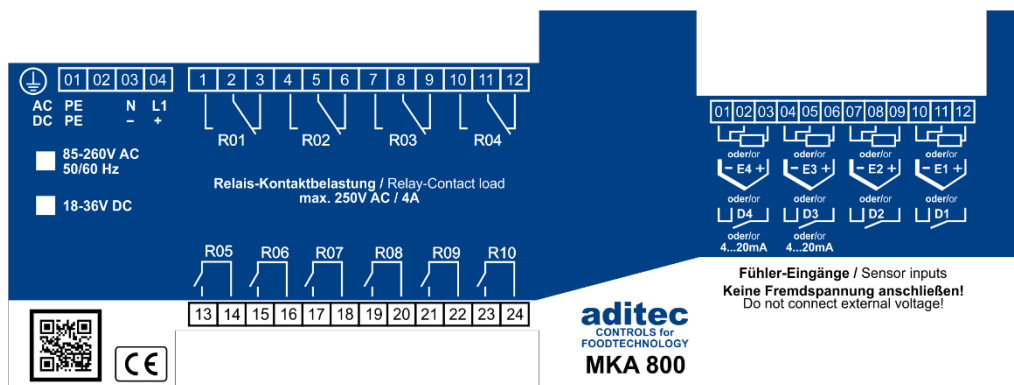 01 02 03 04
AC PE N L1
DC PE – +
85-260V AC
50/60 Hz
18-36V DC
1 2 3 4 5 6 7 8 9 10 11 12
R01 R02 R03 R04
Relais-Kontaktbelastung / Relay-Contact load
max. 250V AC / 4A
R05 R06 R07 R08 R09 R10
13 14 15 16 17 18 19 20 21 22 23 24
CE
01 02 03 04 05 06 07 08 09 10 11 12
oder/or oder/or oder/or oder/or
– E4 + – E3 + – E2 + – E1 +
oder/or oder/or oder/or oder/or
D4 D3 D2 D1
oder/or oder/or
4...20mA 4...20mA
Fühler-Eingänge / Sensor inputs
Keine Fremdspannung anschließen!
Do not connect external voltage!
aditec
CONTROLS for
FOODTECHNOLOGY
MKA 800